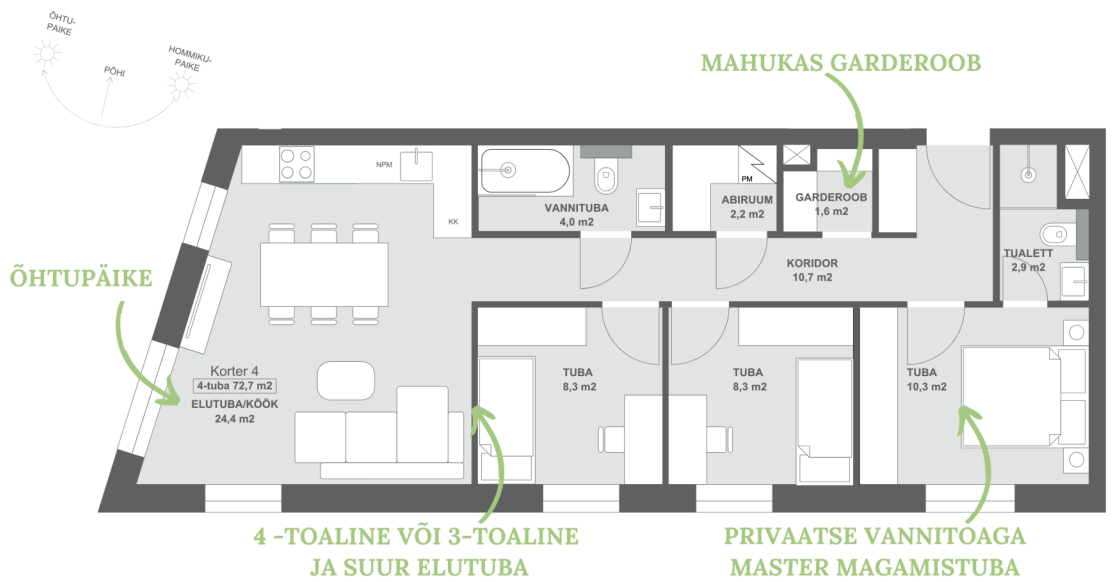 ÕHTU-
PAIKE
PÕHI
HOMMIKU-
PAIKE
MAHUKAS GARDEROOB
NPM
KK
VANNITUBA
4,0 m2
PM
ABIRUUM
2,2 m2
GARDEROOB
1,6 m2
KORIDOR
10,7 m2
TUALETT
2,9 m2
ÕHTUPÄIKE
Korter 4
4-tuba 72,7 m2
ELUTUBA/KÖÖK
24,4 m2
TUBA
8,3 m2
TUBA
8,3 m2
TUBA
10,3 m2
4 -TOALINE VÕI 3-TOALINE
JA SUUR ELUTUBA
PRIVAATSE VANNITOAGA
MASTER MAGAMISTUBA